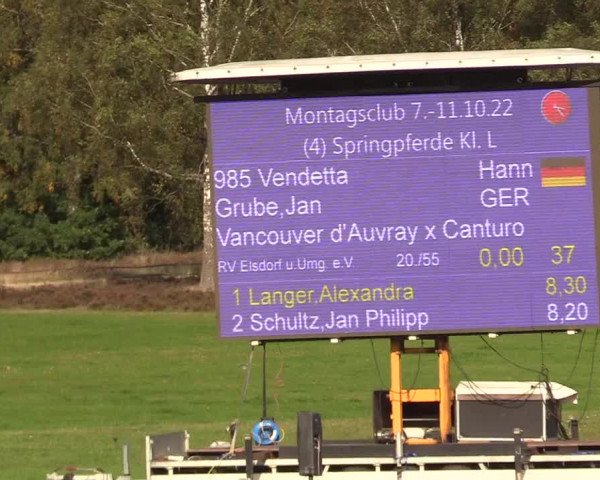 Montagsclub 7.-11.10.22
(4) Springpferde Kl. L
985 Vendetta Hann
Grube,Jan GER
Vancouver d'Auvray x Canturo
RV Elsdorf u.Umg. e.V. 20./55 0,00 37
1 Langer,Alexandra 8,30
2 Schultz,Jan Philipp 8,20